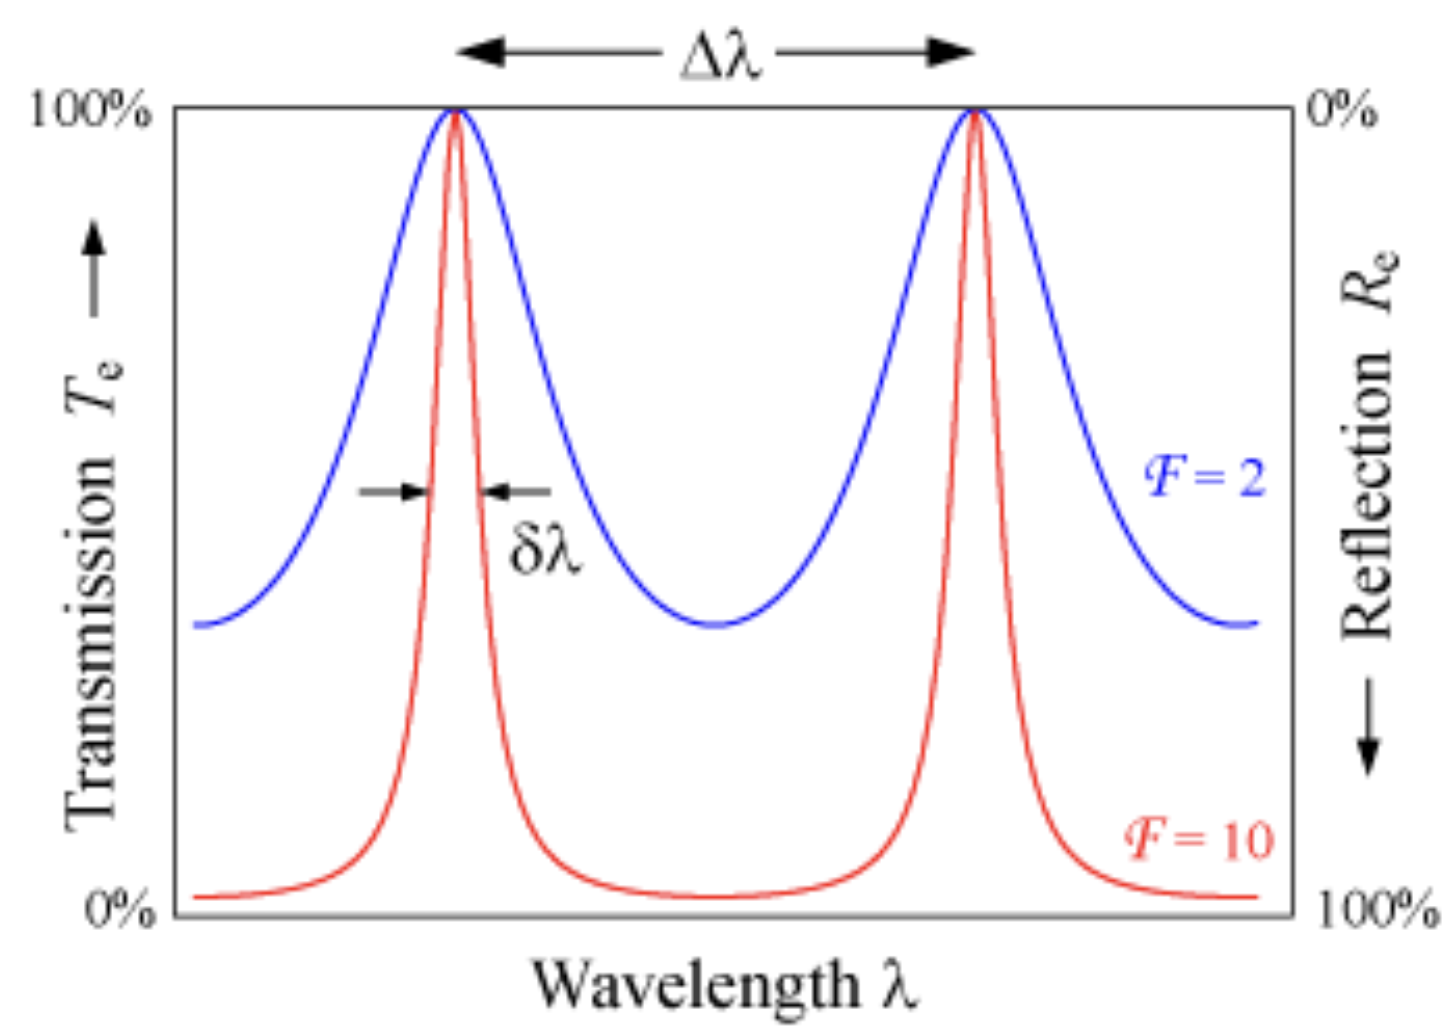 Δλ
100%
0%
Transmission Te
Reflection Re
ℱ = 2
δλ
ℱ = 10
0%
100%
Wavelength λ